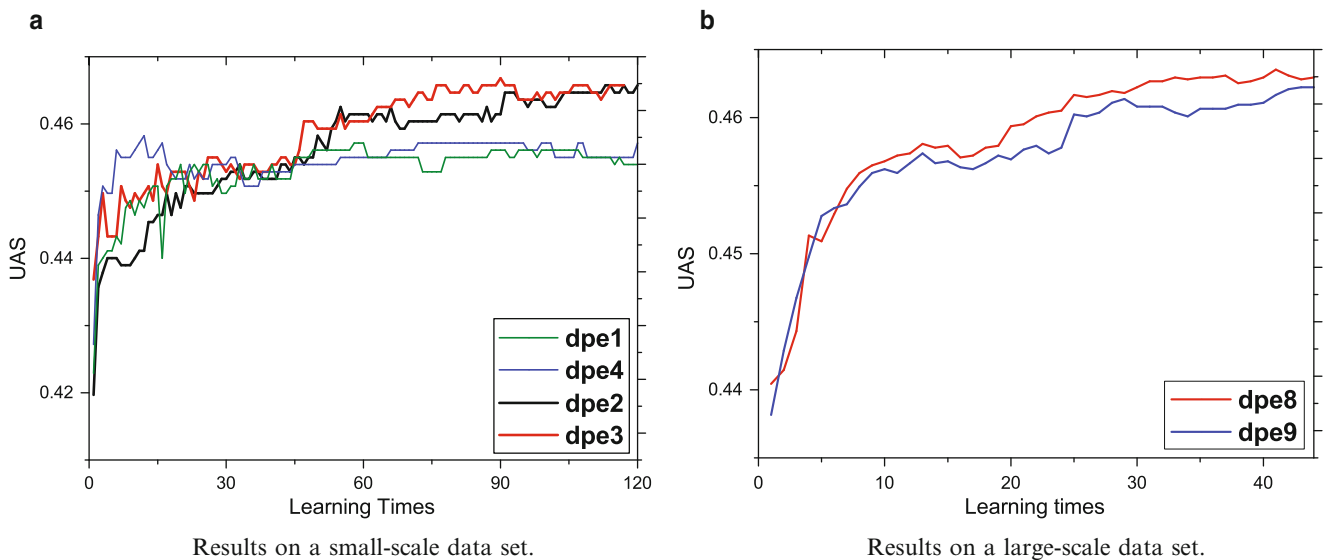 a
0.46
0.44
0.42
UAS
0
30
60
90
120
Learning Times
dpe1
dpe4
dpe2
dpe3
Results on a small-scale data set.
b
0.46
0.45
0.44
UAS
0
10
20
30
40
Learning times
dpe8
dpe9
Results on a large-scale data set.